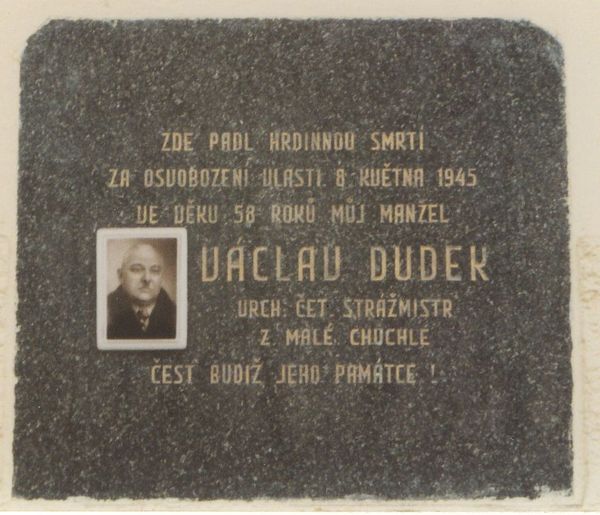 ZDE PADL HRDINNOU SMRTÍ
ZA OSVOBOZENÍ VLASTI 8 KVĚTNA 1945
VE VĚKU 58 ROKŮ MŮJ MANŽEL
VÁCLAV DUDEK
VRCH. ČET. STRÁŽMISTR
Z MALÉ CHUCHLE
ČEST BUDIŽ JEHO PAMÁTCE !